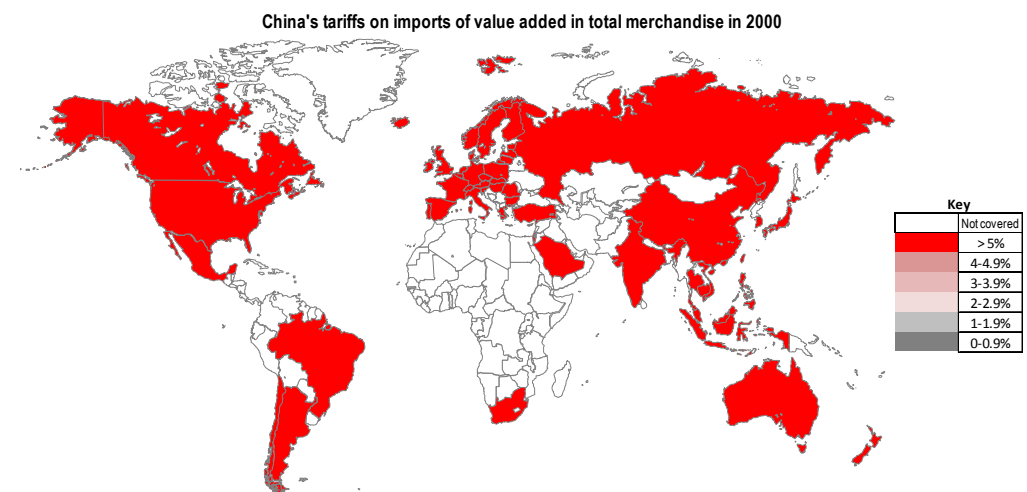 China's tariffs on imports of value added in total merchandise in 2000
Key
Not covered
> 5%
4-4.9%
3-3.9%
2-2.9%
1-1.9%
0-0.9%